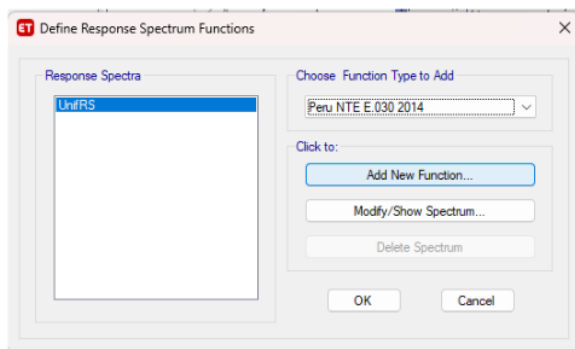 ET Define Response Spectrum Functions
Response Spectra
UnifRS
Choose Function Type to Add
Peru NTE E.030 2014
Click to:
Add New Function...
Modify/Show Spectrum...
Delete Spectrum
OK
Cancel